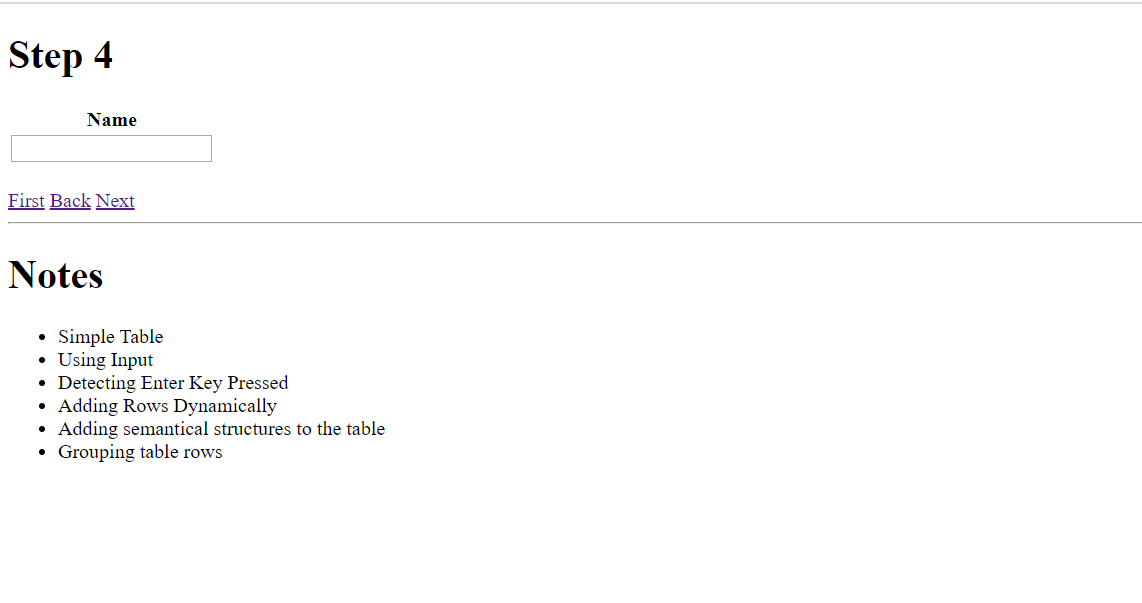 Step 4
Name
First Back Next
Notes
Simple Table
Using Input
Detecting Enter Key Pressed
Adding Rows Dynamically
Adding semantical structures to the table
Grouping table rows